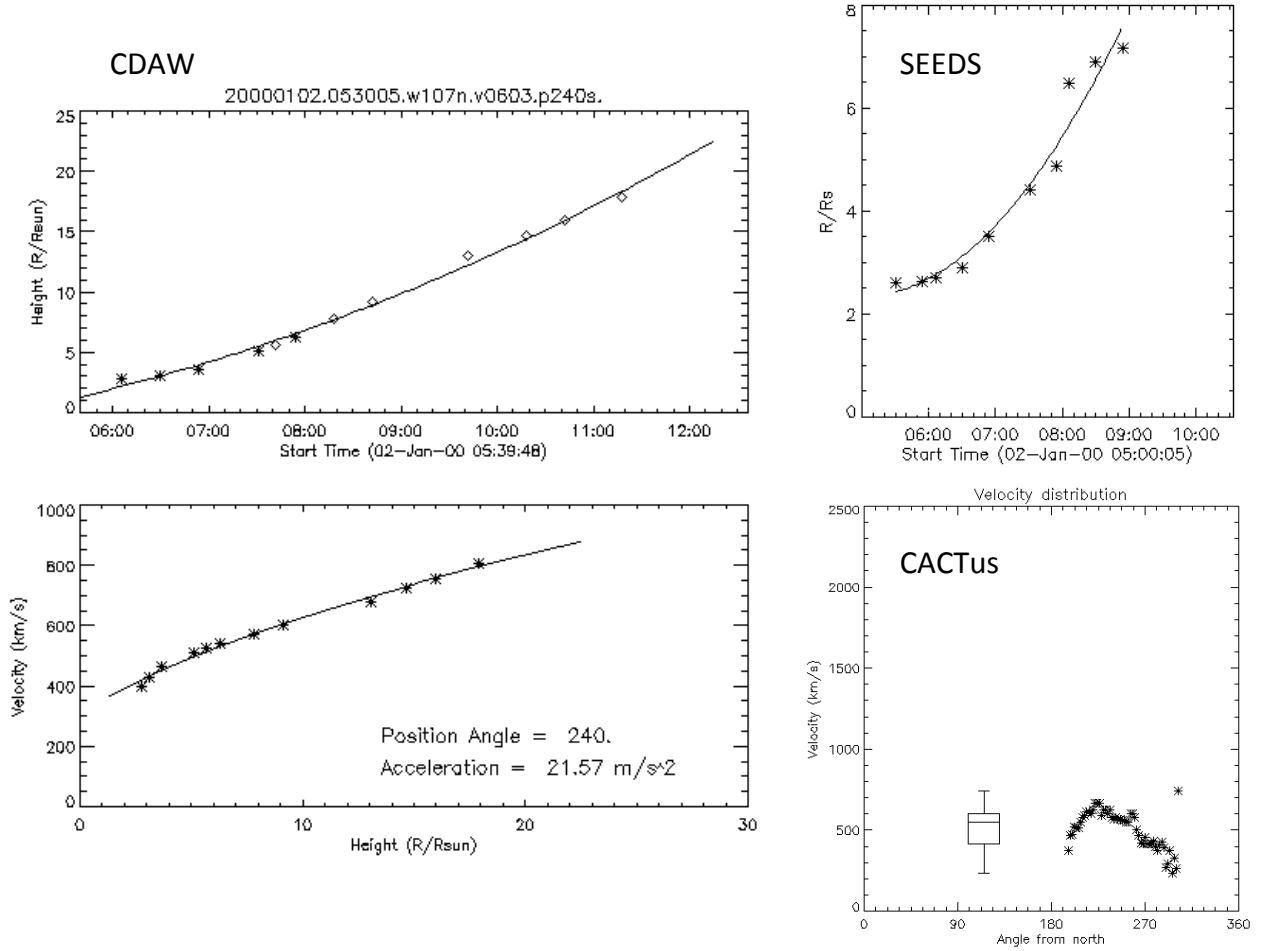 CDAW
20000102.053005.w107n.v0603.p240s.
25
20
15
10
5
0
Height (R/Rsun)
06:00 07:00 08:00 09:00 10:00 11:00 12:00
Start Time (02-Jan-00 05:39:48)
SEEDS
8
6
4
2
0
R/Rs
06:00 07:00 08:00 09:00 10:00
Start Time (02-Jan-00 05:00:05)
1000
800
600
400
200
0
Velocity (km/s)
Position Angle = 240.
Acceleration = 21.57 m/s^2
0 10 20 30
Height (R/Rsun)
Velocity distribution
CACTus
2500
2000
1500
1000
500
0
Velocity (km/s)
0 90 180 270 360
Angle from north